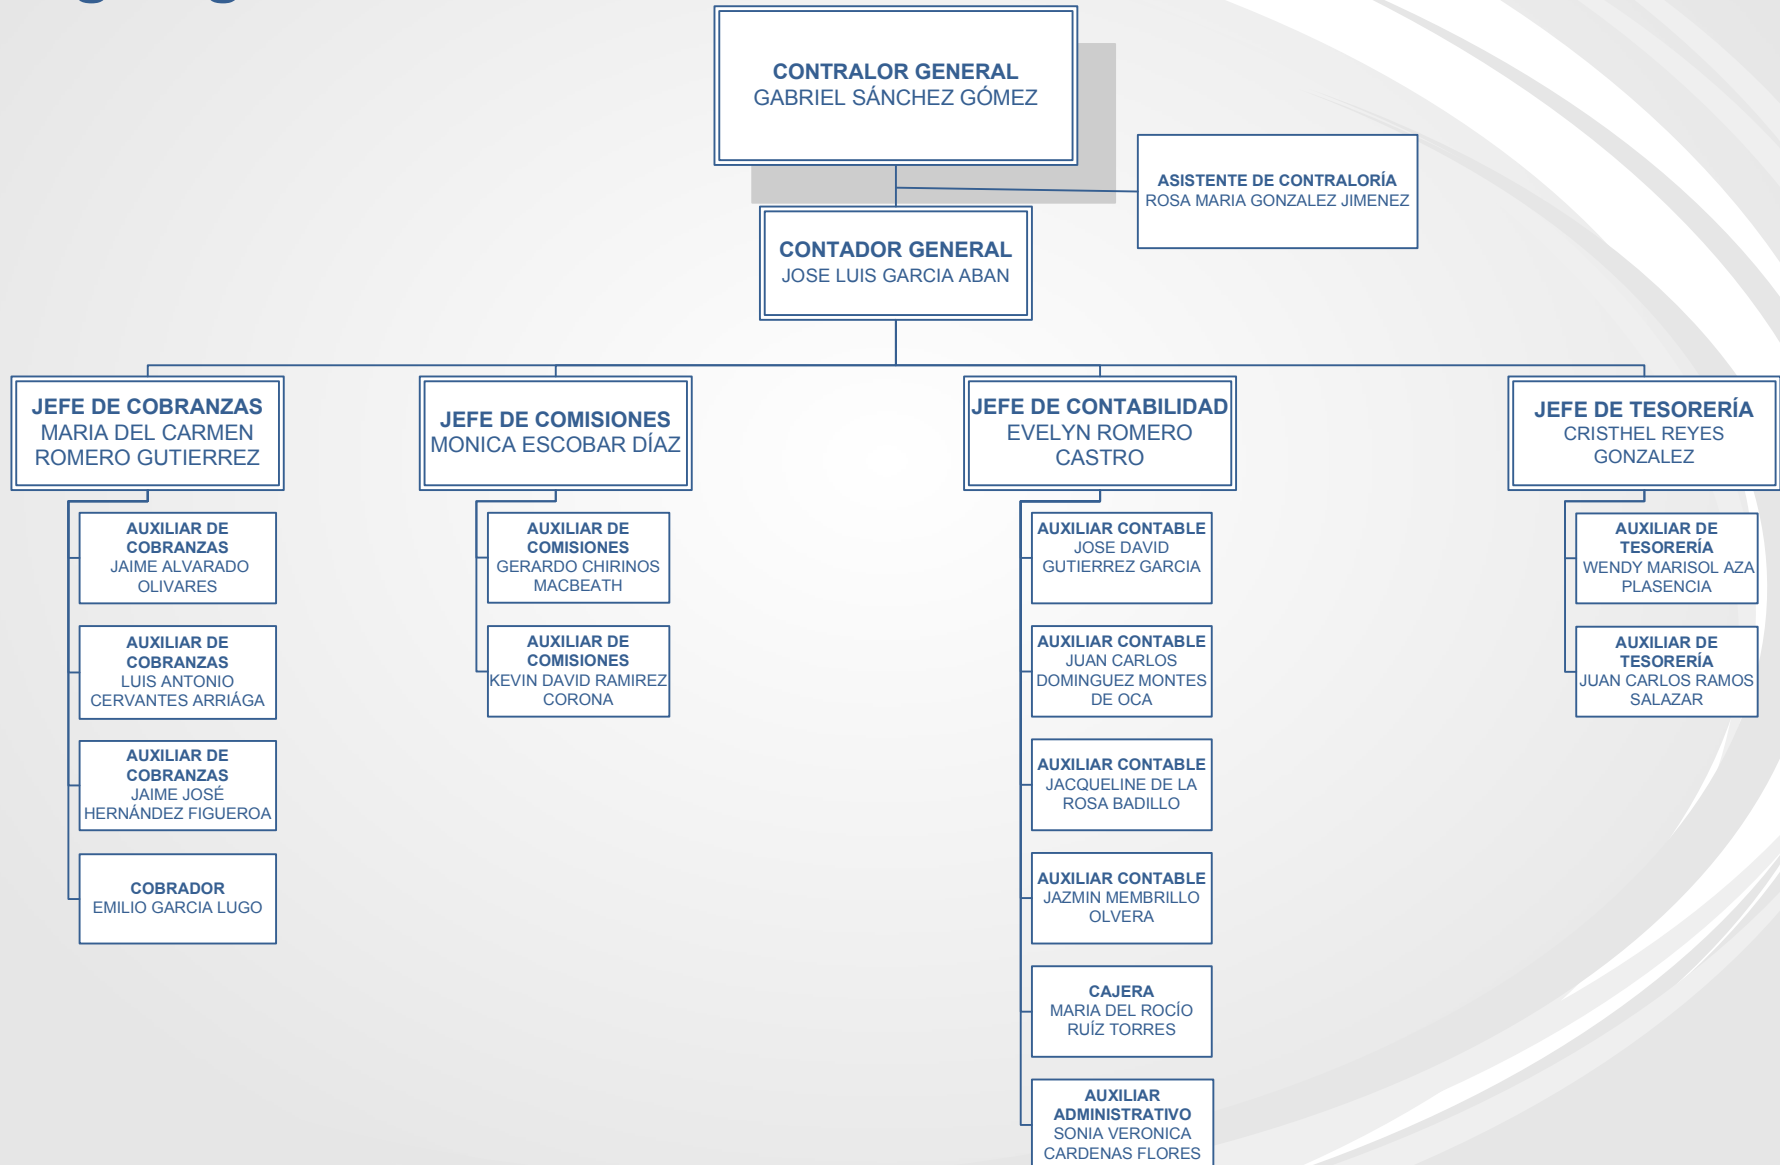 CONTRALOR GENERAL
GABRIEL SÁNCHEZ GÓMEZ
ASISTENTE DE CONTRALORÍA
ROSA MARIA GONZALEZ JIMENEZ
CONTADOR GENERAL
JOSE LUIS GARCIA ABAN
JEFE DE COBRANZAS
MARIA DEL CARMEN
ROMERO GUTIERREZ
JEFE DE COMISIONES
MONICA ESCOBAR DÍAZ
JEFE DE CONTABILIDAD
EVELYN ROMERO
CASTRO
JEFE DE TESORERÍA
CRISTHEL REYES
GONZALEZ
AUXILIAR DE
COBRANZAS
JAIME ALVARADO
OLIVARES
AUXILIAR DE
COBRANZAS
LUIS ANTONIO
CERVANTES ARRIÁGA
AUXILIAR DE
COBRANZAS
JAIME JOSÉ
HERNÁNDEZ FIGUEROA
COBRADOR
EMILIO GARCIA LUGO
AUXILIAR DE
COMISIONES
GERARDO CHIRINOS
MACBEATH
AUXILIAR DE
COMISIONES
KEVIN DAVID RAMIREZ
CORONA
AUXILIAR CONTABLE
JOSE DAVID
GUTIERREZ GARCIA
AUXILIAR CONTABLE
JUAN CARLOS
DOMINGUEZ MONTES
DE OCA
AUXILIAR CONTABLE
JACQUELINE DE LA
ROSA BADILLO
AUXILIAR CONTABLE
JAZMIN MEMBRILLO
OLVERA
CAJERA
MARIA DEL ROCÍO
RUÍZ TORRES
AUXILIAR
ADMINISTRATIVO
SONIA VERONICA
CARDENAS FLORES
AUXILIAR DE
TESORERÍA
WENDY MARISOL AZA
PLASENCIA
AUXILIAR DE
TESORERÍA
JUAN CARLOS RAMOS
SALAZAR